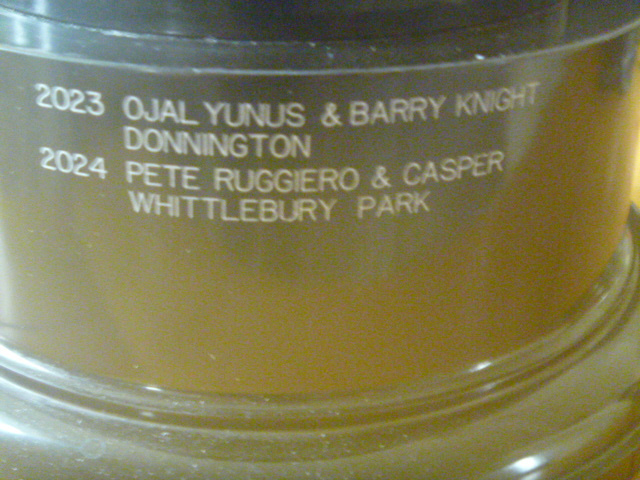 2023 OJAL YUNUS & BARRY KNIGHT
DONNINGTON
2024 PETE RUGGIERO & CASPER
WHITTLEBURY PARK